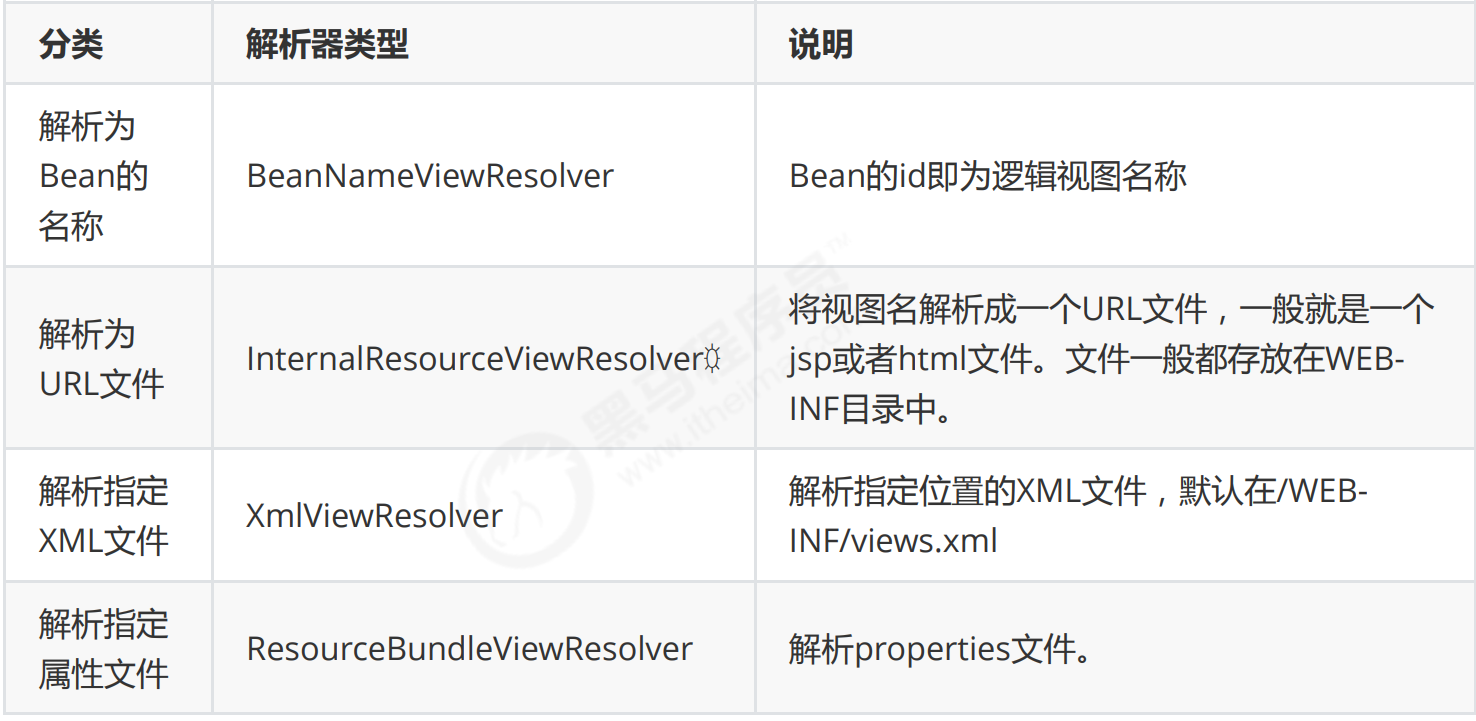 分类 解析器类型 说明
解析为
Bean的
名称
BeanNameViewResolver
Bean的id即为逻辑视图名称
解析为
URL文件
InternalResourceViewResolver
将视图名解析成一个URL文件，一般就是一个
jsp或者html文件。文件一般都存放在WEB-
INF目录中。
解析指定
XML文件
XmlViewResolver
解析指定位置的XML文件，默认在/WEB-
INF/views.xml
解析指定
属性文件
ResourceBundleViewResolver
解析properties文件。
黑马程序员
www.itheima.com